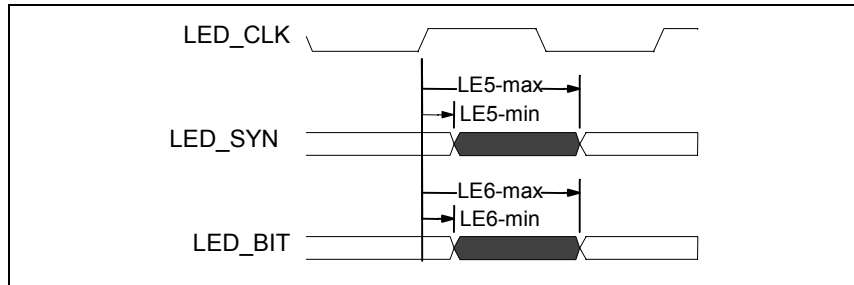 LED_CLK
LE5-max
LE5-min
LED_SYN
LE6-max
LE6-min
LED_BIT